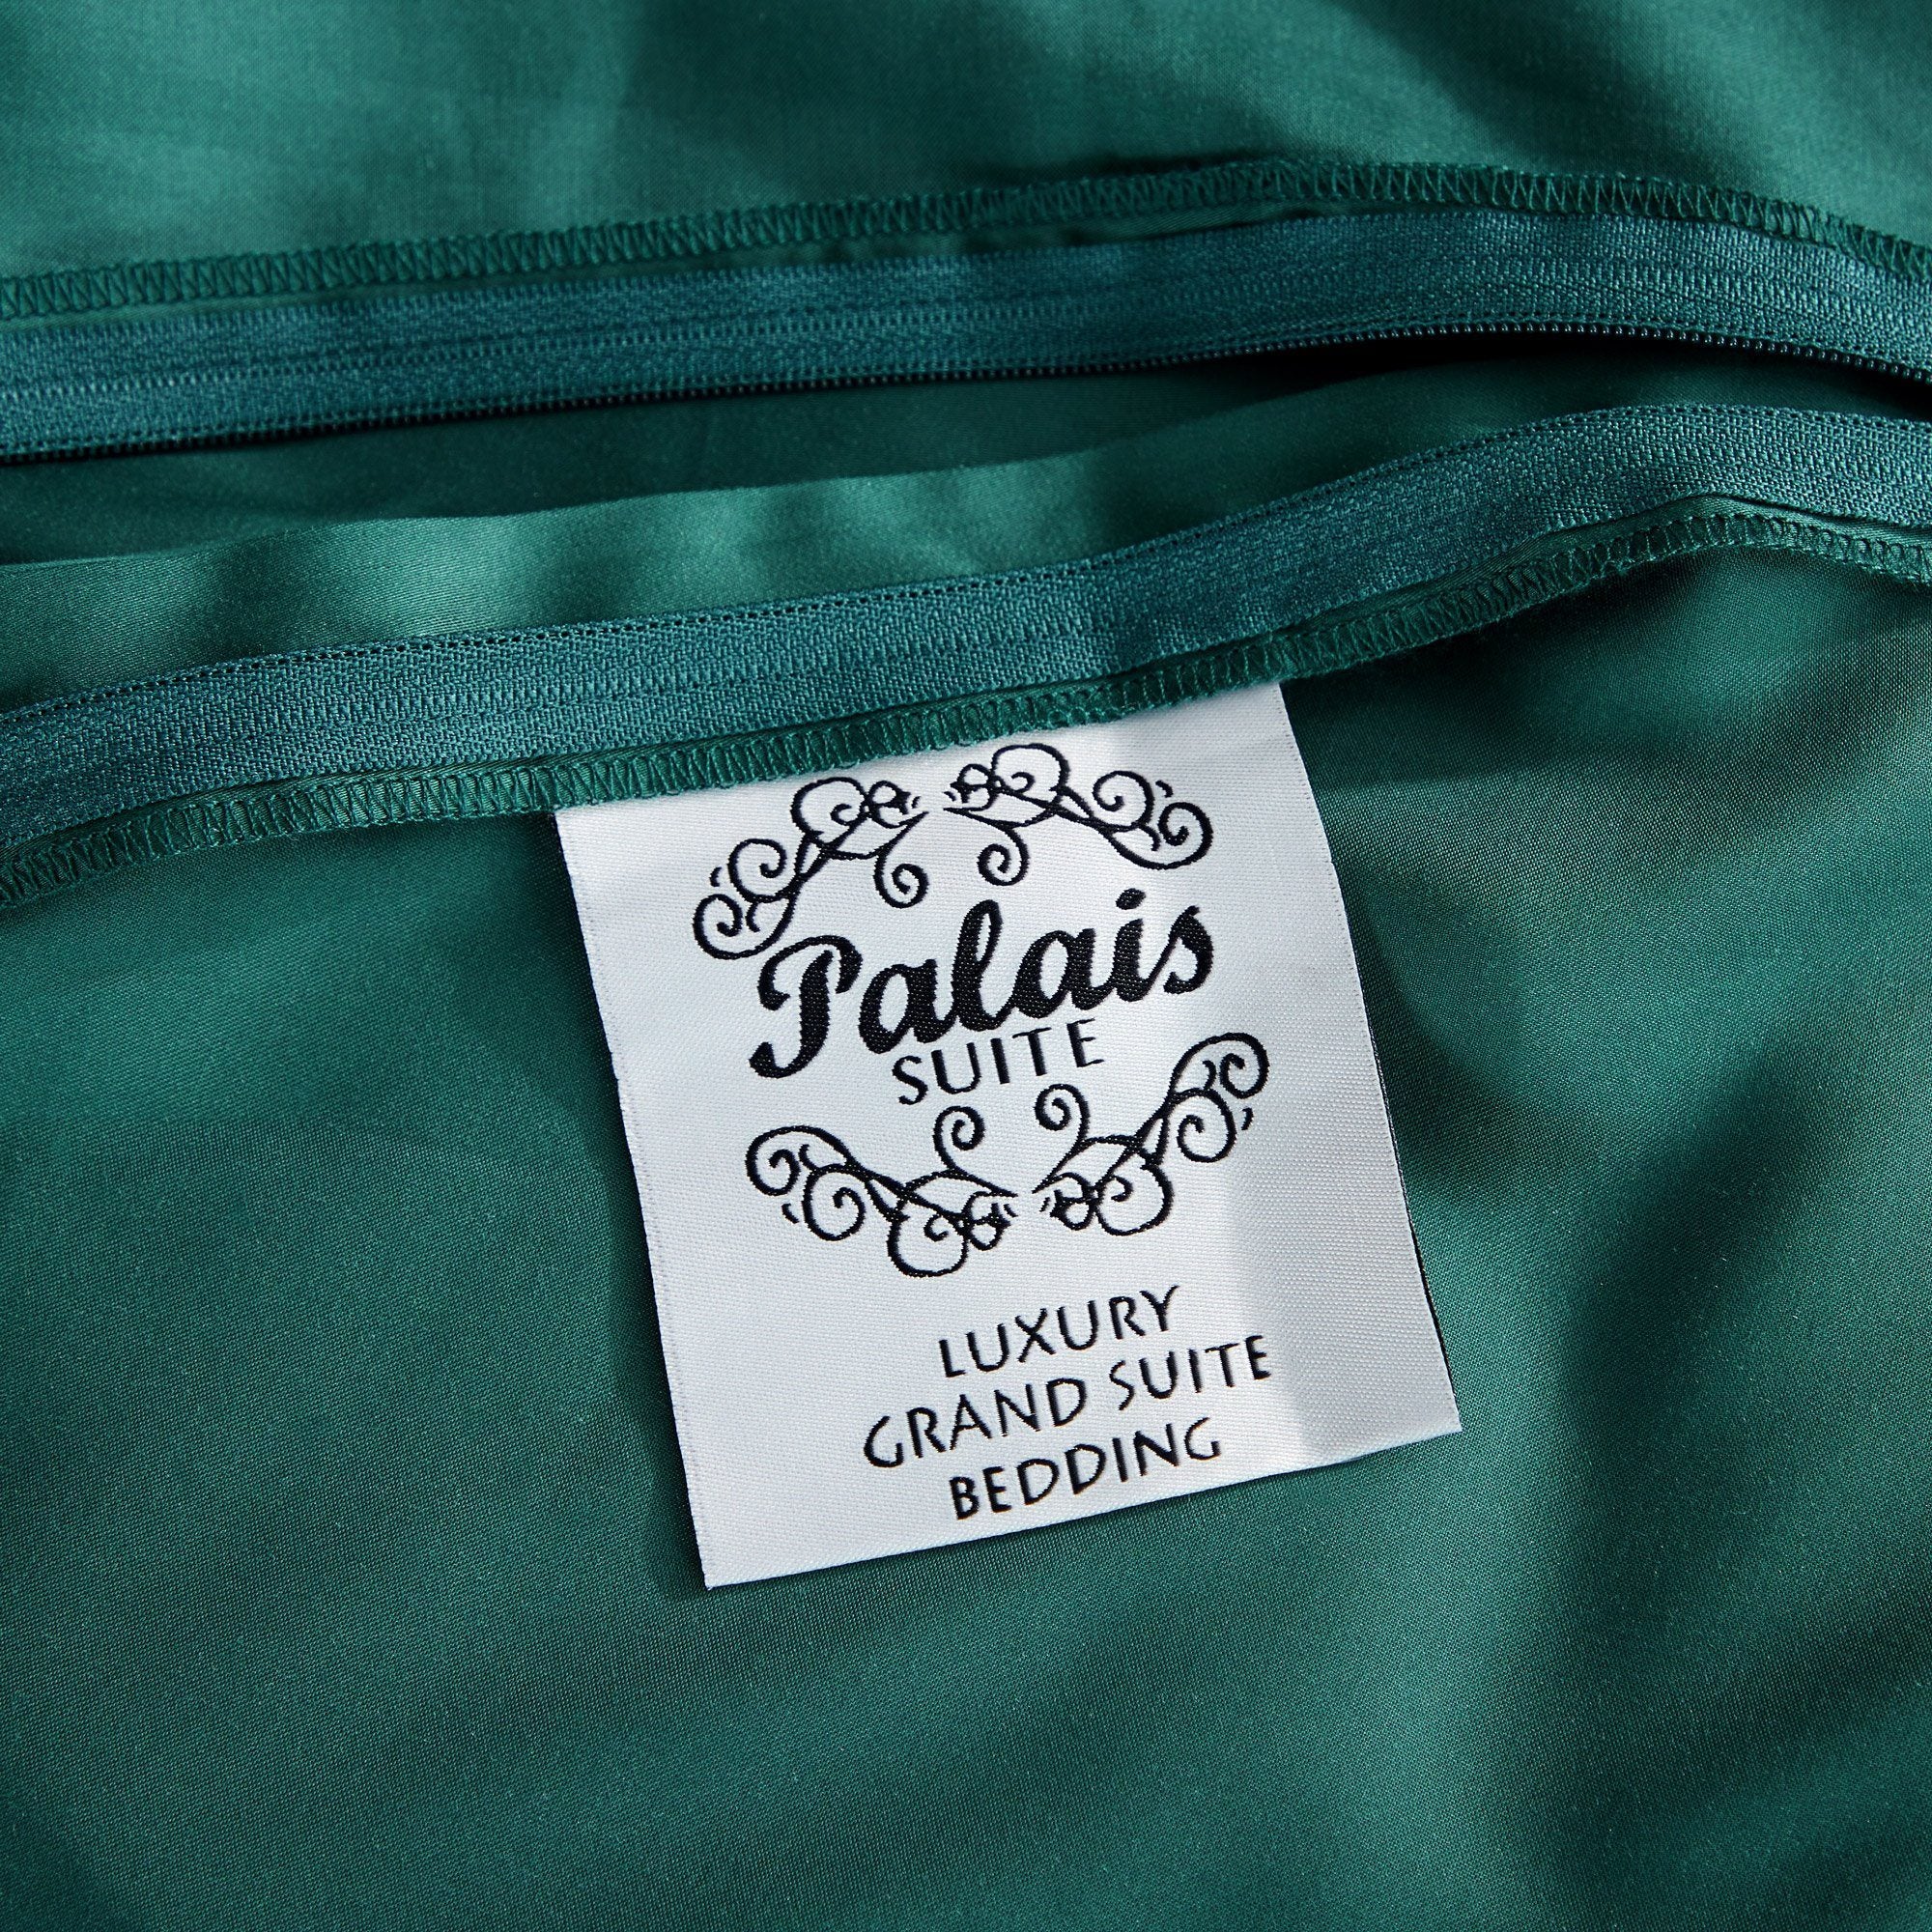 Palais
SUITE
LUXURY
GRAND SUITE
BEDDING